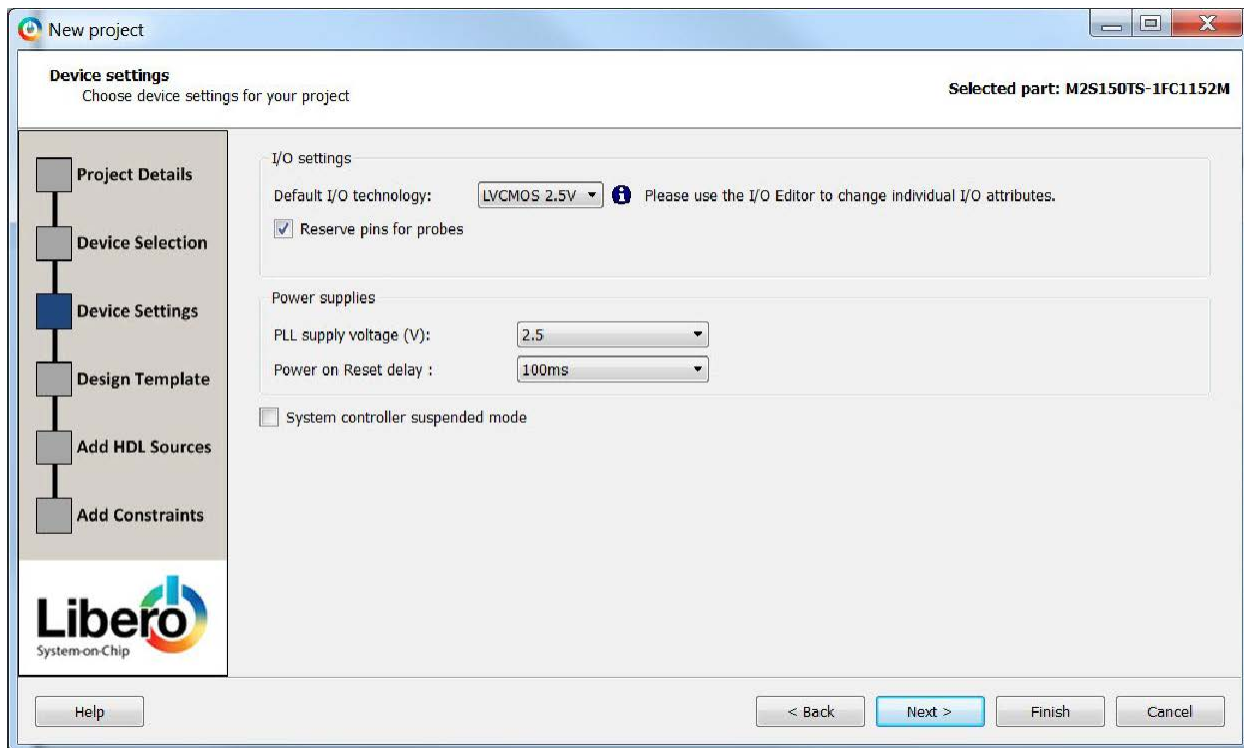 New project
Device settings
Choose device settings for your project
Selected part: M2S150TS-1FC1152M
Project Details
Device Selection
Device Settings
Design Template
Add HDL Sources
Add Constraints
Libero
System-on-Chip
I/O settings
Default I/O technology: LVCMOS 2.5V Please use the I/O Editor to change individual I/O attributes.
Reserve pins for probes
Power supplies
PLL supply voltage (V): 2.5
Power on Reset delay : 100ms
System controller suspended mode
Help < Back Next > Finish Cancel